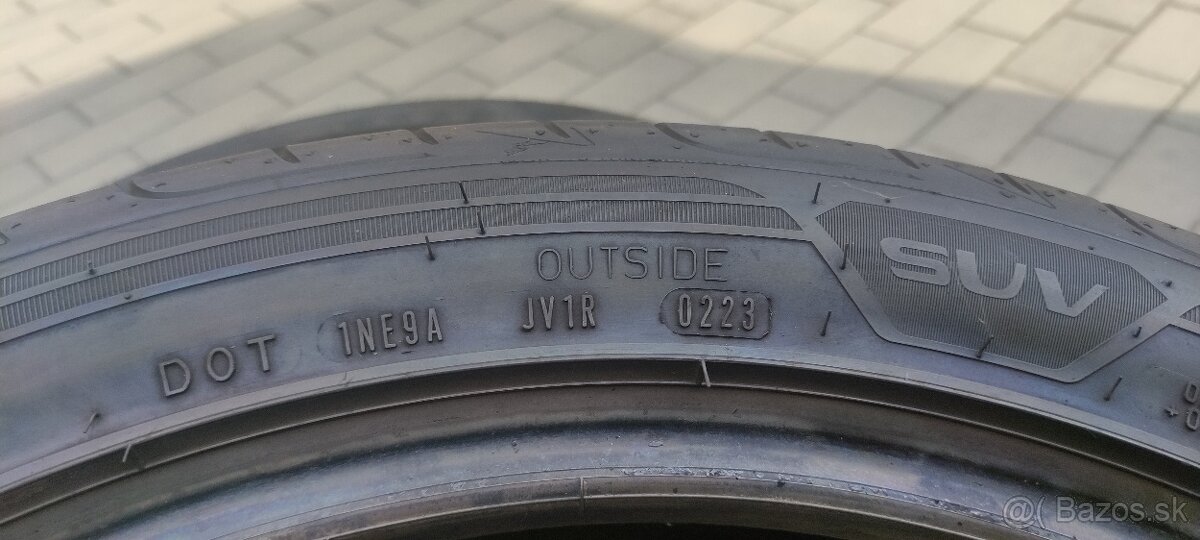 OUTSIDE
SUV
DOT 1NE9A JV1R 0223
@( Bazos.sk